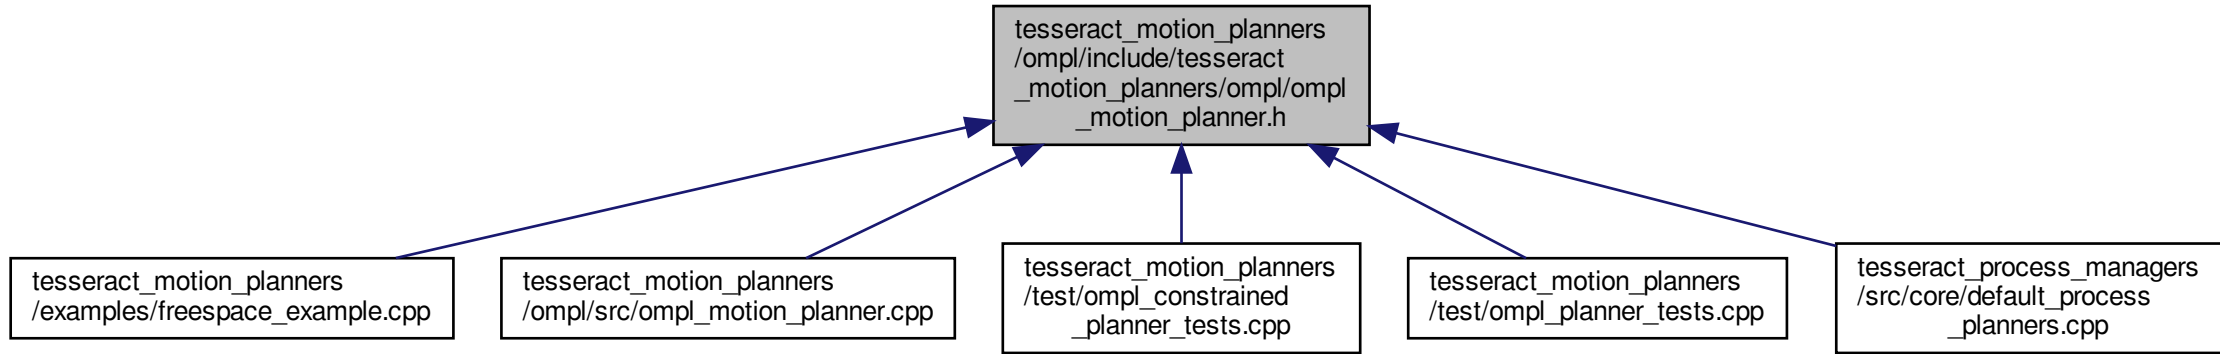 tesseract_motion_planners
/ompl/include/tesseract
_motion_planners/ompl/ompl
_motion_planner.h
tesseract_motion_planners
/examples/freespace_example.cpp
tesseract_motion_planners
/ompl/src/ompl_motion_planner.cpp
tesseract_motion_planners
/test/ompl_constrained
_planner_tests.cpp
tesseract_motion_planners
/test/ompl_planner_tests.cpp
tesseract_process_managers
/src/core/default_process
_planners.cpp